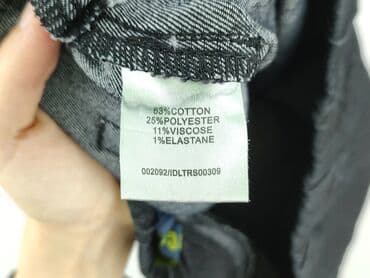 63%COTTON
25%POLYESTER
11%VISCOSE
1%ELASTANE
002092/IDLTRS00309